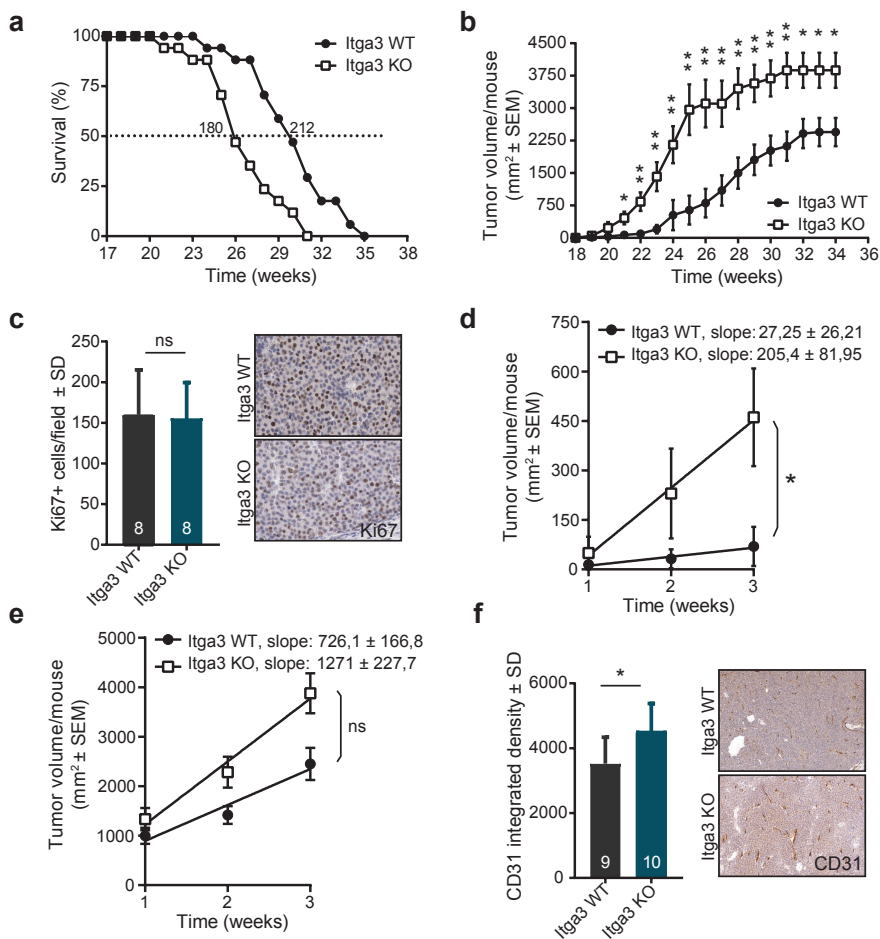 a
Itga3 WT
Itga3 KO
Survival (%)
100
75
50
25
0
180
212
17 20 23 26 29 32 35 38
Time (weeks)
b
Tumor volume/mouse
(mm² ± SEM)
4500
3750
3000
2250
1500
750
0
* * * * * * * * * * * * * *
* * * * * * * * * *
Itga3 WT
Itga3 KO
18 20 22 24 26 28 30 32 34 36
Time (weeks)
c
Ki67+ cells/field ± SD
250
200
150
100
50
0
ns
8 8
Itga3 WT
Itga3 KO
Itga3 WT
Itga3 KO
Ki67
d
Tumor volume/mouse
(mm² ± SEM)
750
600
450
300
150
0
Itga3 WT, slope: 27,25 ± 26,21
Itga3 KO, slope: 205,4 ± 81,95
*
1 2 3
Time (weeks)
e
Tumor volume/mouse
(mm² ± SEM)
5000
4000
3000
2000
1000
0
Itga3 WT, slope: 726,1 ± 166,8
Itga3 KO, slope: 1271 ± 227,7
ns
1 2 3
Time (weeks)
f
CD31 integrated density ± SD
6000
4000
2000
0
*
9 10
Itga3 WT
Itga3 KO
Itga3 WT
Itga3 KO
CD31